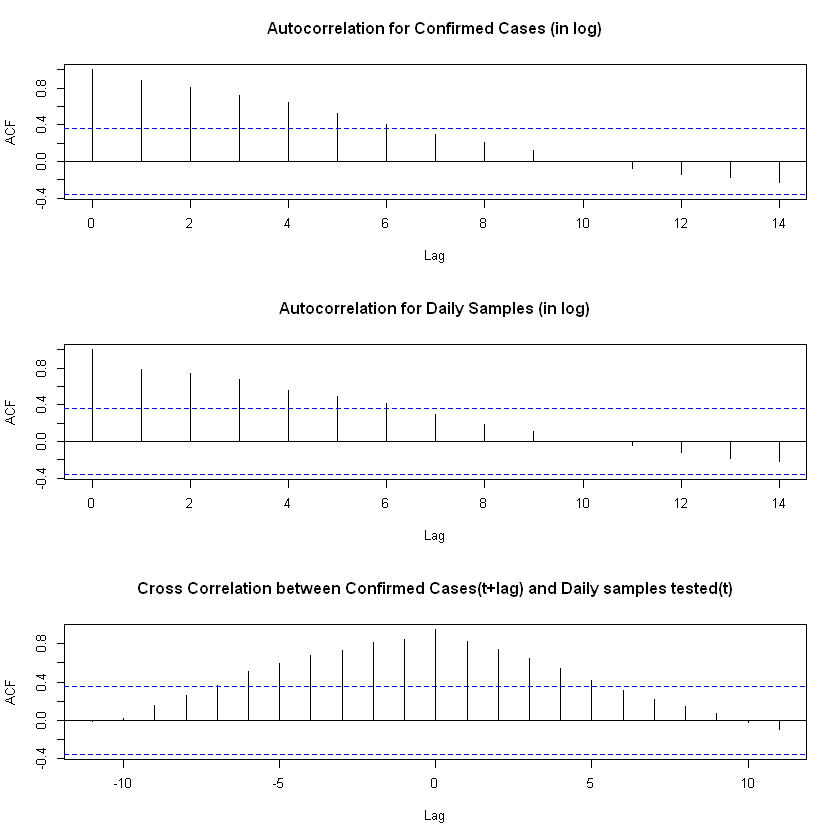 Autocorrelation for Confirmed Cases (in log)
ACF
-0.4 0.0 0.4 0.8
0 2 4 6 8 10 12 14
Lag
Autocorrelation for Daily Samples (in log)
ACF
-0.4 0.0 0.4 0.8
0 2 4 6 8 10 12 14
Lag
Cross Correlation between Confirmed Cases(t+lag) and Daily samples tested(t)
ACF
-0.4 0.0 0.4 0.8
-10 -5 0 5 10
Lag